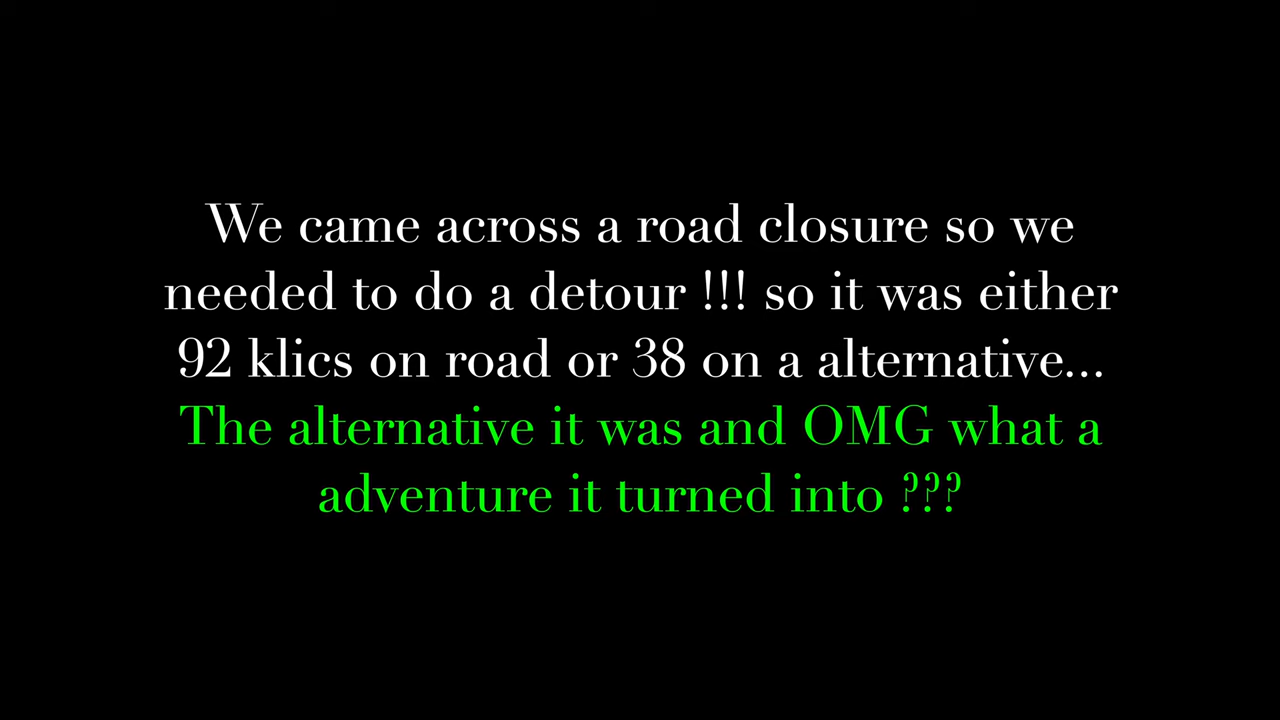 We came across a road closure so we
needed to do a detour !!! so it was either
92 klics on road or 38 on a alternative...
The alternative it was and OMG what a
adventure it turned into ???